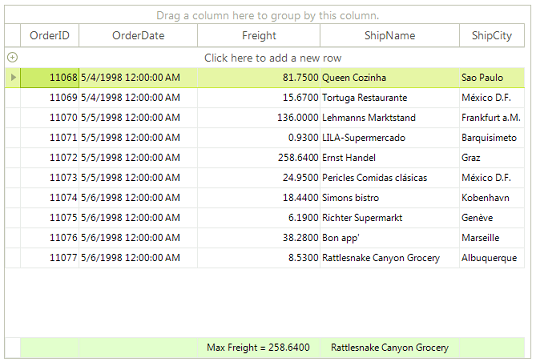 Drag a column here to group by this column.
OrderID OrderDate Freight ShipName ShipCity
Click here to add a new row
11068 5/4/1998 12:00:00 AM 81.7500 Queen Cozinha Sao Paulo
11069 5/4/1998 12:00:00 AM 15.6700 Tortuga Restaurante México D.F.
11070 5/5/1998 12:00:00 AM 136.0000 Lehmanns Marktstand Frankfurt a.M.
11071 5/5/1998 12:00:00 AM 0.9300 LILA-Supermercado Barquisimeto
11072 5/5/1998 12:00:00 AM 258.6400 Ernst Handel Graz
11073 5/5/1998 12:00:00 AM 24.9500 Pericles Comidas clásicas México D.F.
11074 5/6/1998 12:00:00 AM 18.4400 Simons bistro Kobenhavn
11075 5/6/1998 12:00:00 AM 6.1900 Richter Supermarkt Genève
11076 5/6/1998 12:00:00 AM 38.2800 Bon app' Marseille
11077 5/6/1998 12:00:00 AM 8.5300 Rattlesnake Canyon Grocery Albuquerque
Max Freight = 258.6400 Rattlesnake Canyon Grocery